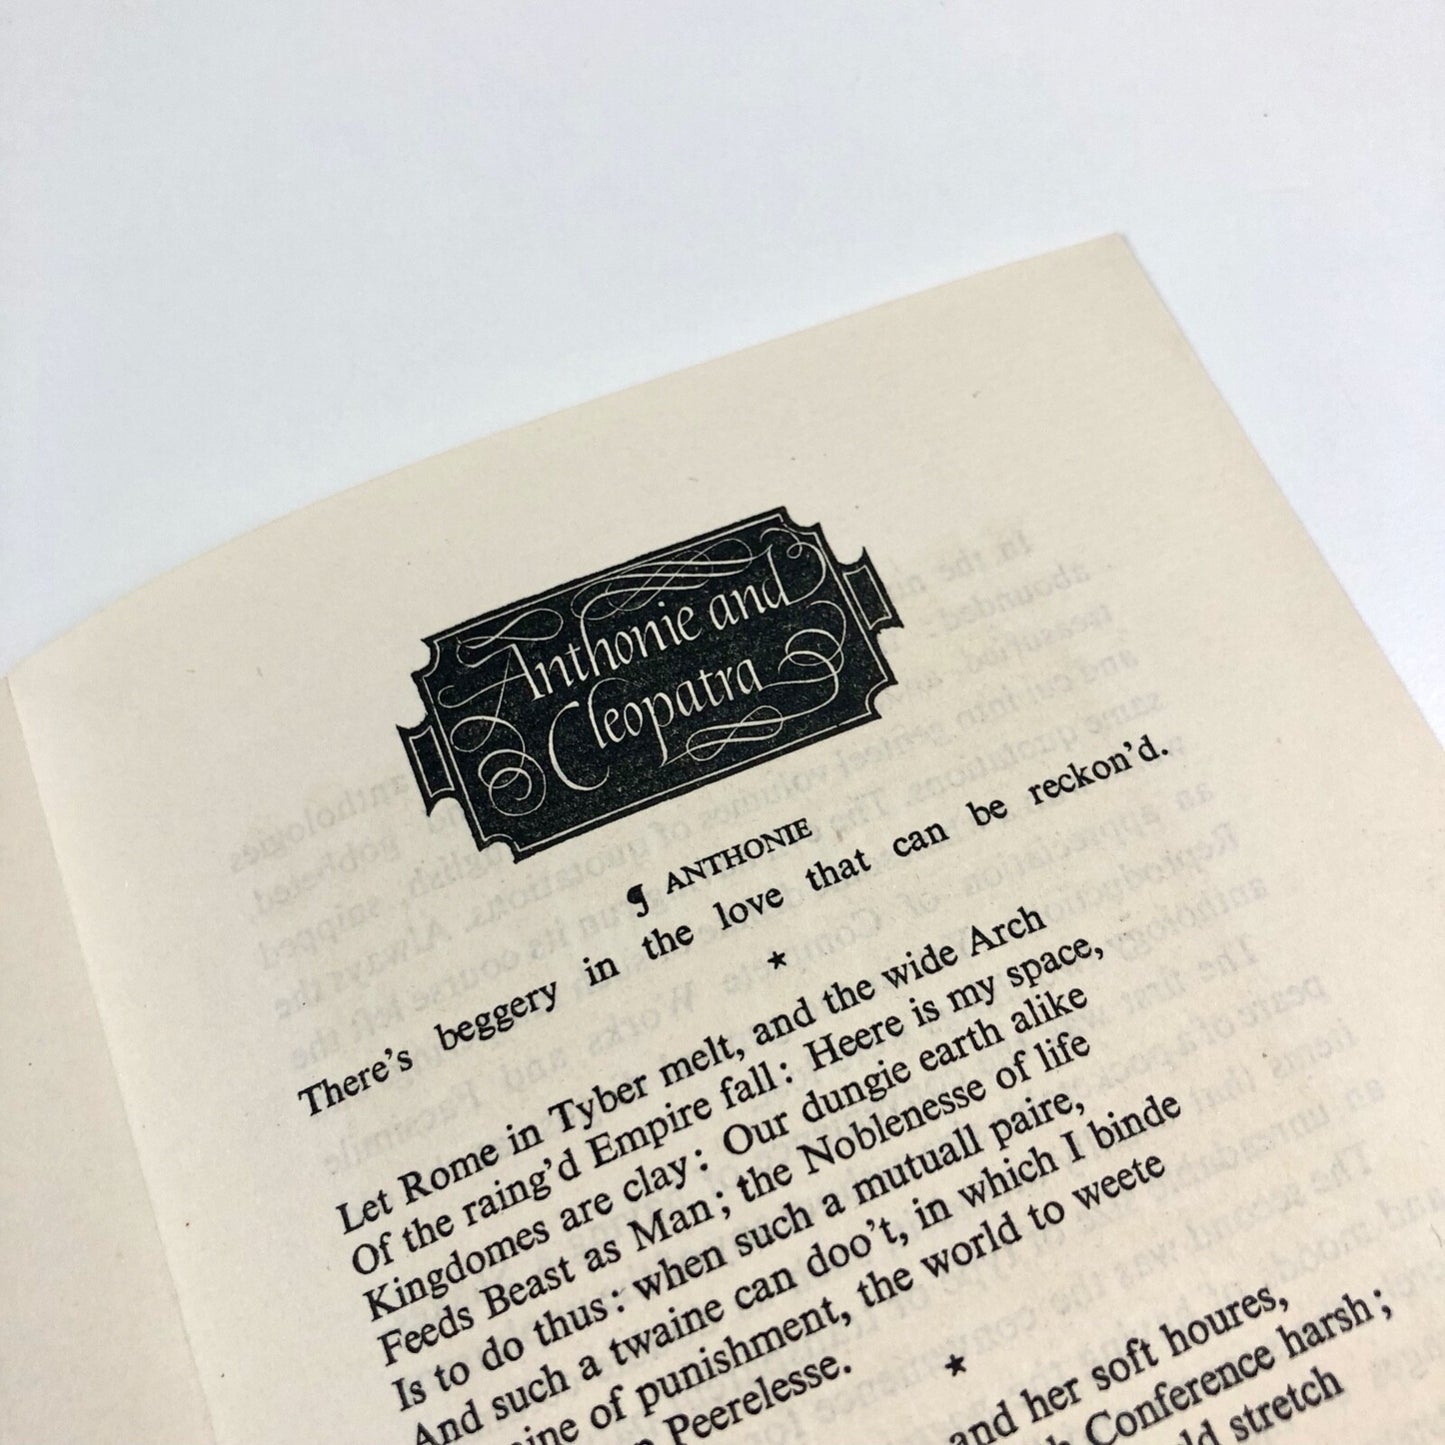 Anthonie and
Cleopatra
¶ ANTHONIE
There's beggery in the love that can be reckon'd.
*
Let Rome in Tyber melt, and the wide Arch
Of the raing'd Empire fall: Heere is my space,
Kingdomes are clay: Our dungie earth alike
Feeds Beast as Man; the Noblenesse of life
Is to do thus: when such a mutuall paire,
And such a twaine can doo't, in which I binde
of punishment, the world to weete
Peerelesse.
*
and her soft houres,
Conference harsh;
stretch